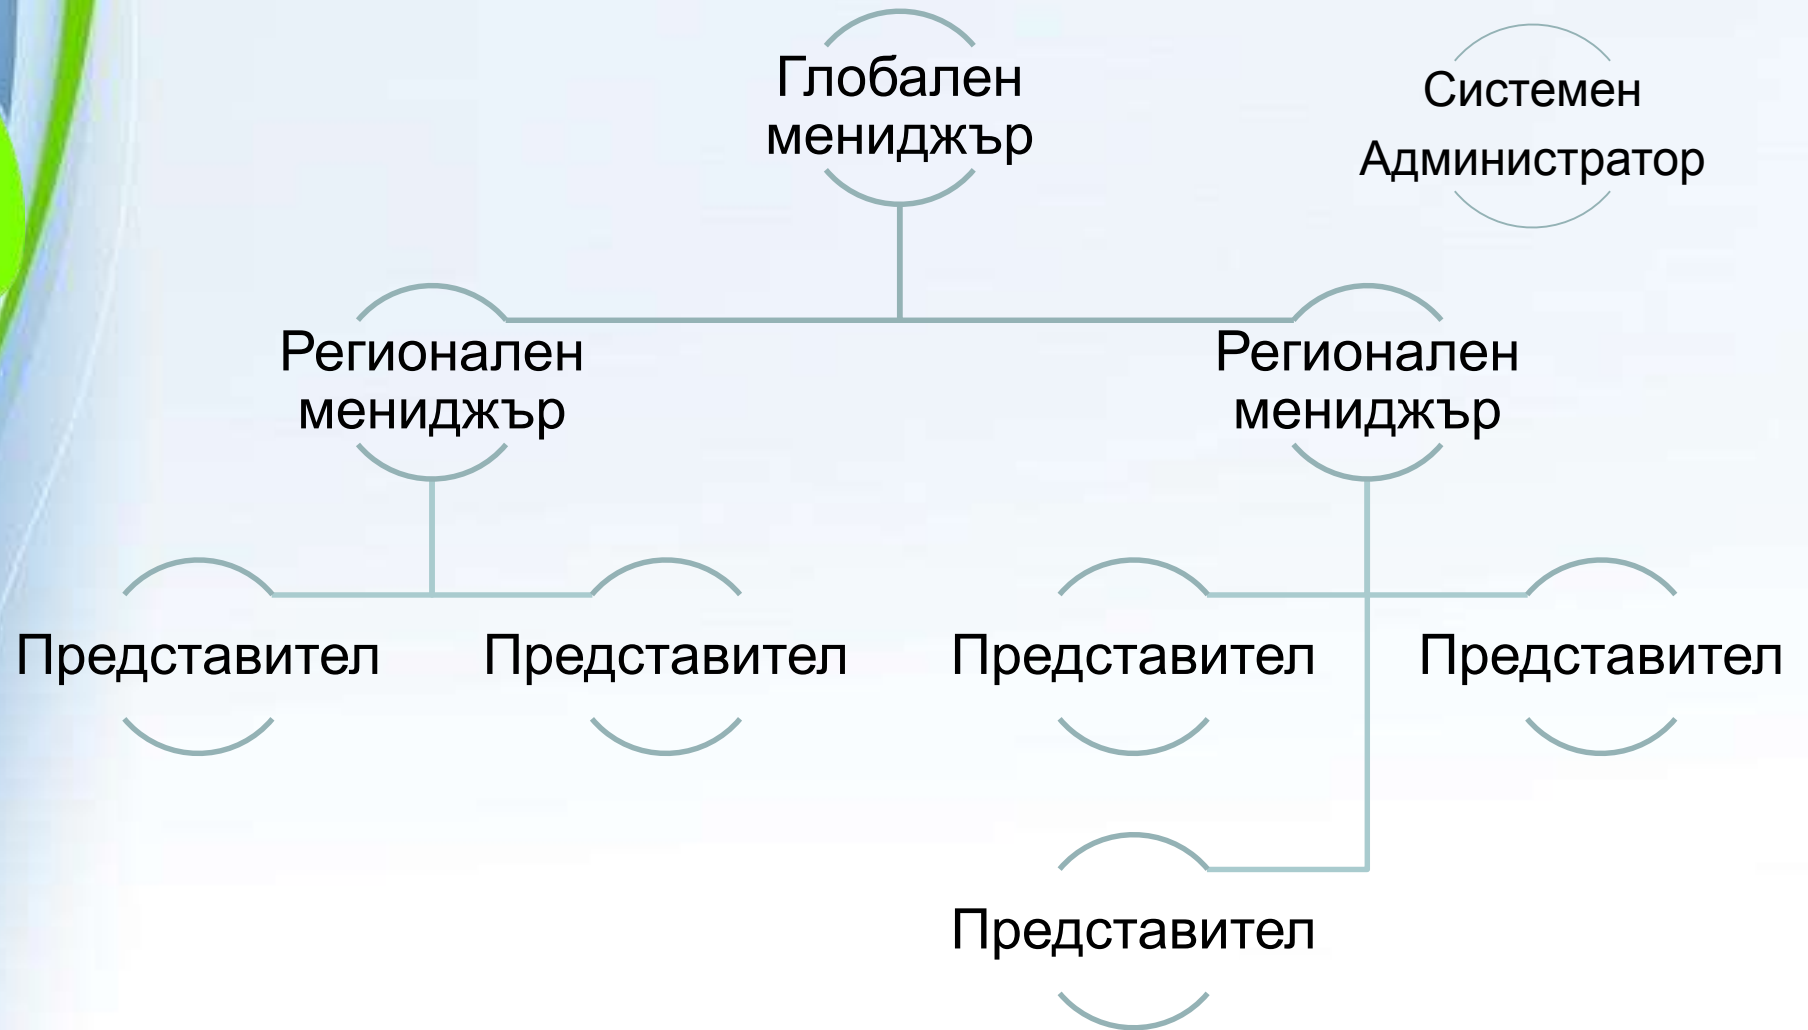 Глобален
мениджър
Системен
Администратор
Регионален
мениджър
Регионален
мениджър
Представител
Представител
Представител
Представител
Представител